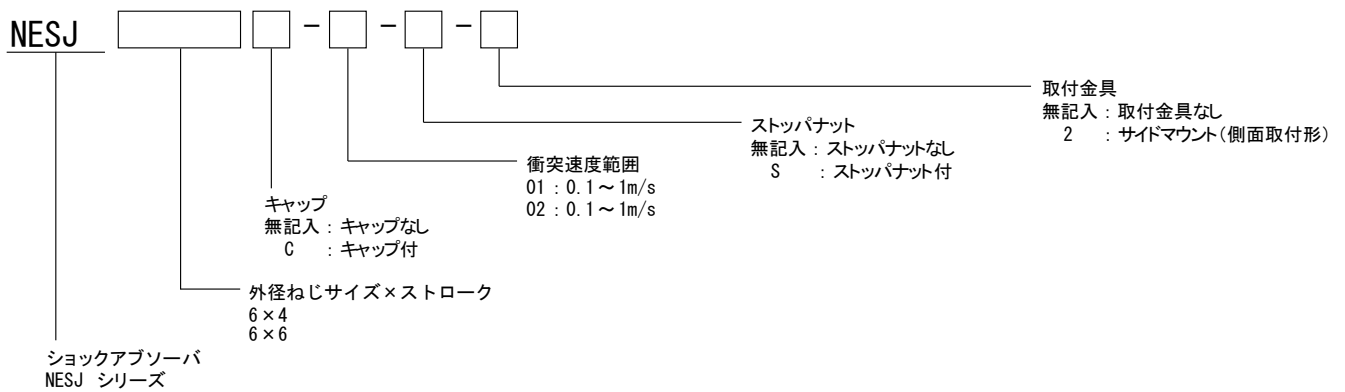 NESJ - - -
取付金具
無記入 : 取付金具なし
2 : サイドマウント(側面取付形)
ストッパナット
無記入 : ストッパナットなし
S : ストッパナット付
衝突速度範囲
01 : 0.1～1m/s
02 : 0.1～1m/s
キャップ
無記入 : キャップなし
C : キャップ付
外径ねじサイズ×ストローク
6×4
6×6
ショックアブソーバ
NESJ シリーズ